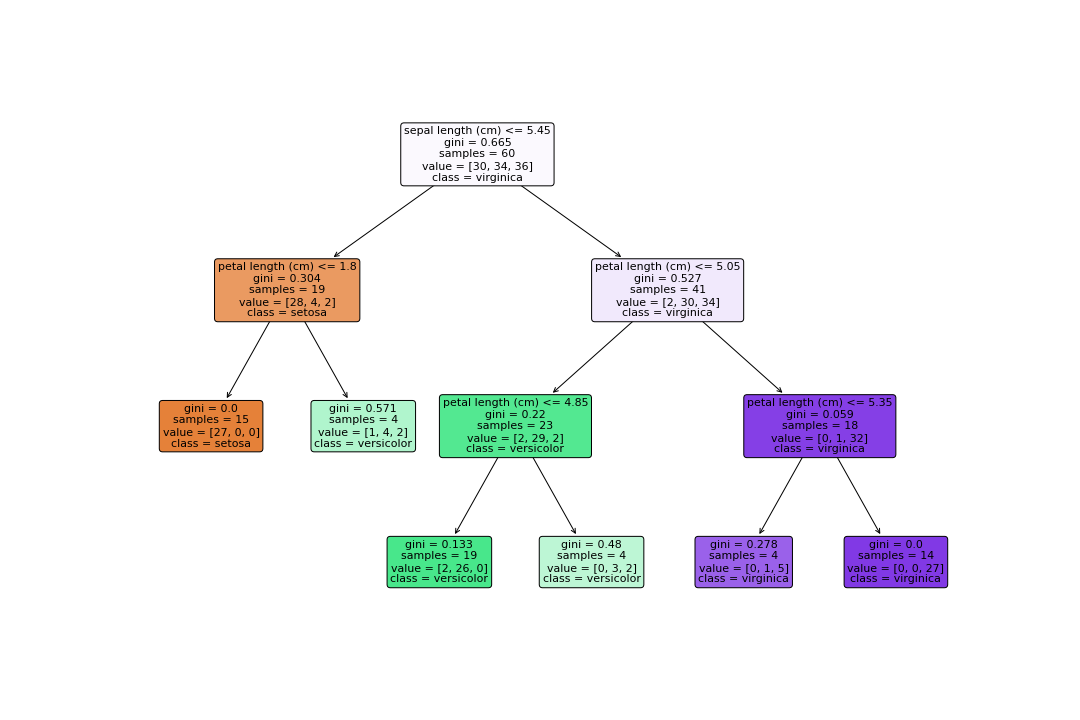 sepal length (cm) <= 5.45
gini = 0.665
samples = 60
value = [30, 34, 36]
class = virginica
petal length (cm) <= 1.8
gini = 0.304
samples = 19
value = [28, 4, 2]
class = setosa
petal length (cm) <= 5.05
gini = 0.527
samples = 41
value = [2, 30, 34]
class = virginica
gini = 0.0
samples = 15
value = [27, 0, 0]
class = setosa
gini = 0.571
samples = 4
value = [1, 4, 2]
class = versicolor
petal length (cm) <= 4.85
gini = 0.22
samples = 23
value = [2, 29, 2]
class = versicolor
petal length (cm) <= 5.35
gini = 0.059
samples = 18
value = [0, 1, 32]
class = virginica
gini = 0.133
samples = 19
value = [2, 26, 0]
class = versicolor
gini = 0.48
samples = 4
value = [0, 3, 2]
class = versicolor
gini = 0.278
samples = 4
value = [0, 1, 5]
class = virginica
gini = 0.0
samples = 14
value = [0, 0, 27]
class = virginica